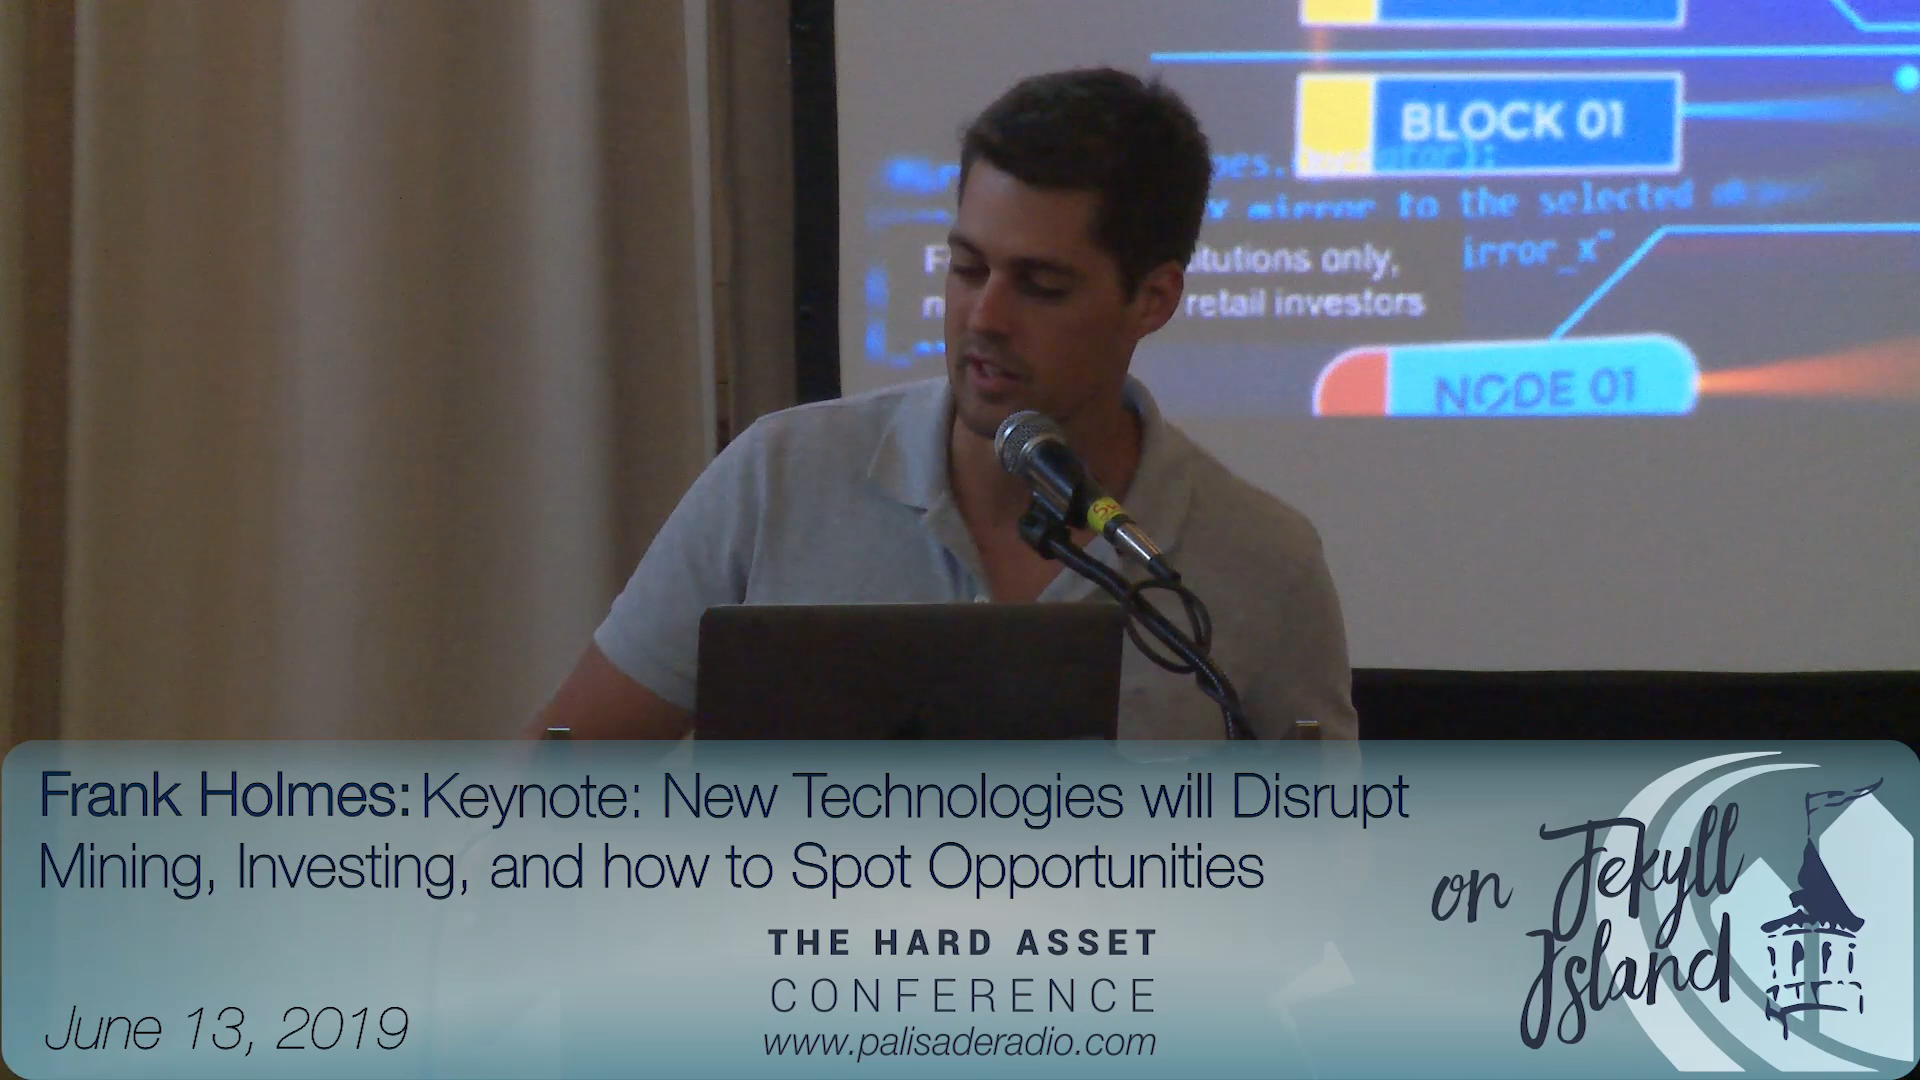 BLOCK 01
mirror to the selected
irror_x"
itutions only,
retail investors
NODE 01
Frank Holmes: Keynote: New Technologies will Disrupt
Mining, Investing, and how to Spot Opportunities
on Jekyll
Island
THE HARD ASSET
CONFERENCE
www.palisaderadio.com
June 13, 2019